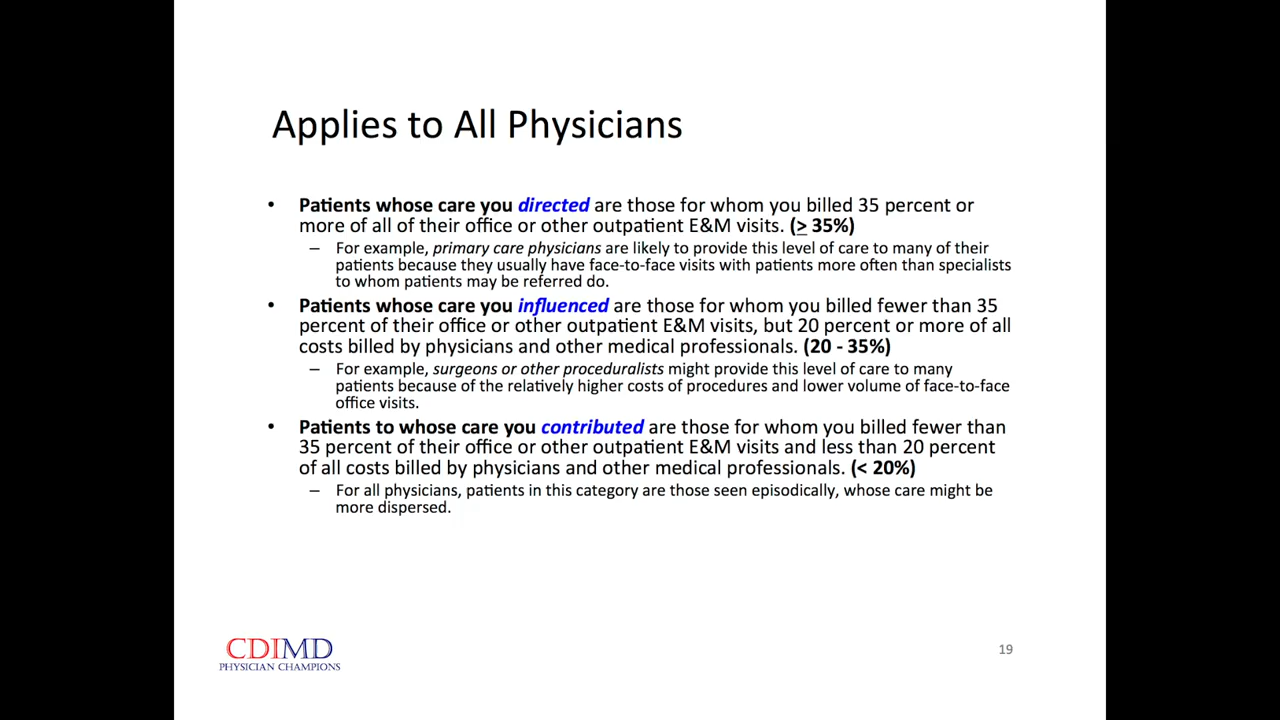 Applies to All Physicians
• Patients whose care you directed are those for whom you billed 35 percent or
more of all of their office or other outpatient E&M visits. (≥ 35%)
– For example, primary care physicians are likely to provide this level of care to many of their
patients because they usually have face-to-face visits with patients more often than specialists
to whom patients may be referred do.
• Patients whose care you influenced are those for whom you billed fewer than 35
percent of their office or other outpatient E&M visits, but 20 percent or more of all
costs billed by physicians and other medical professionals. (20 - 35%)
– For example, surgeons or other proceduralists might provide this level of care to many
patients because of the relatively higher costs of procedures and lower volume of face-to-face
office visits.
• Patients to whose care you contributed are those for whom you billed fewer than
35 percent of their office or other outpatient E&M visits and less than 20 percent
of all costs billed by physicians and other medical professionals. (< 20%)
– For all physicians, patients in this category are those seen episodically, whose care might be
more dispersed.
CDIMD
PHYSICIAN CHAMPIONS
19